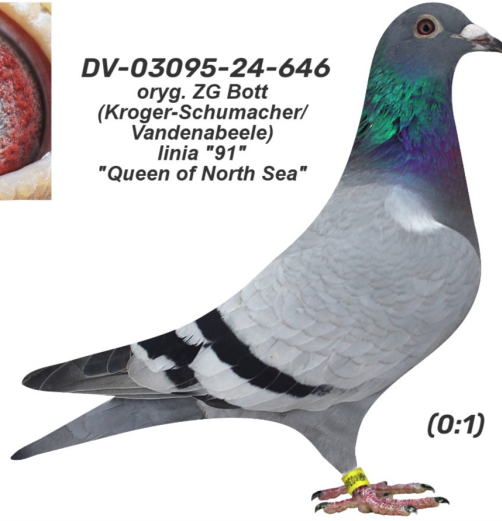 DV-03095-24-646
oryg. ZG Bott
(Kroger-Schumacher/
Vandenabeele)
linia "91"
"Queen of North Sea"
(0:1)